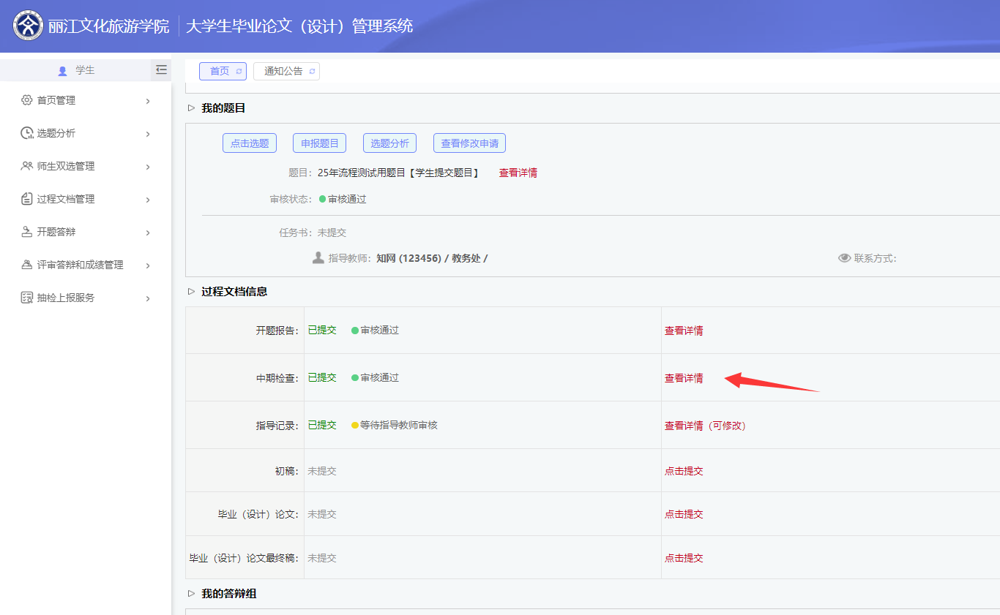 丽江文化旅游学院 大学生毕业论文（设计）管理系统
学生
首页 通知公告
首页管理
选题分析
师生双选管理
过程文档管理
开题答辩
评审答辩和成绩管理
抽检上报服务
我的题目
点击选题 申报题目 选题分析 查看修改申请
题目: 25年流程测试用题目【学生提交题目】 查看详情
审核状态: 审核通过
任务书: 未提交
指导教师: 知网 (123456) / 教务处 / 联系方式:
过程文档信息
开题报告: 已提交 审核通过 查看详情
中期检查: 已提交 审核通过 查看详情
指导记录: 已提交 等待指导教师审核 查看详情（可修改）
初稿: 未提交 点击提交
毕业（设计）论文: 未提交 点击提交
毕业（设计）论文最终稿: 未提交 点击提交
我的答辩组